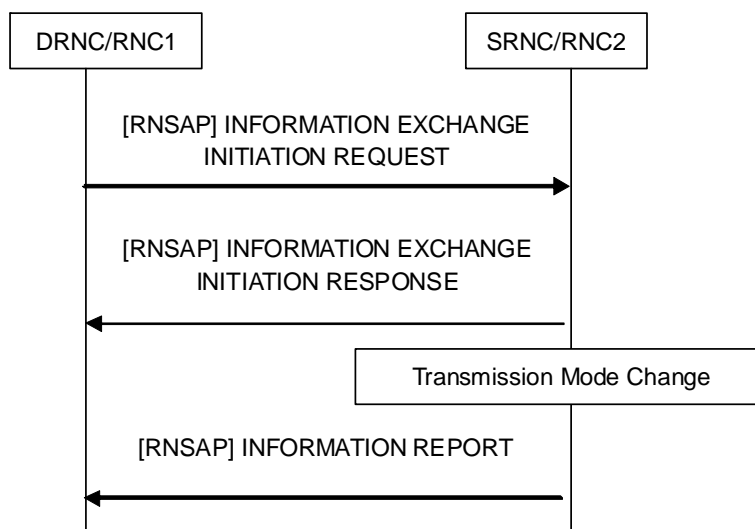 DRNC/RNC1
SRNC/RNC2
[RNSAP] INFORMATION EXCHANGE
INITIATION REQUEST
[RNSAP] INFORMATION EXCHANGE
INITIATION RESPONSE
Transmission Mode Change
[RNSAP] INFORMATION REPORT